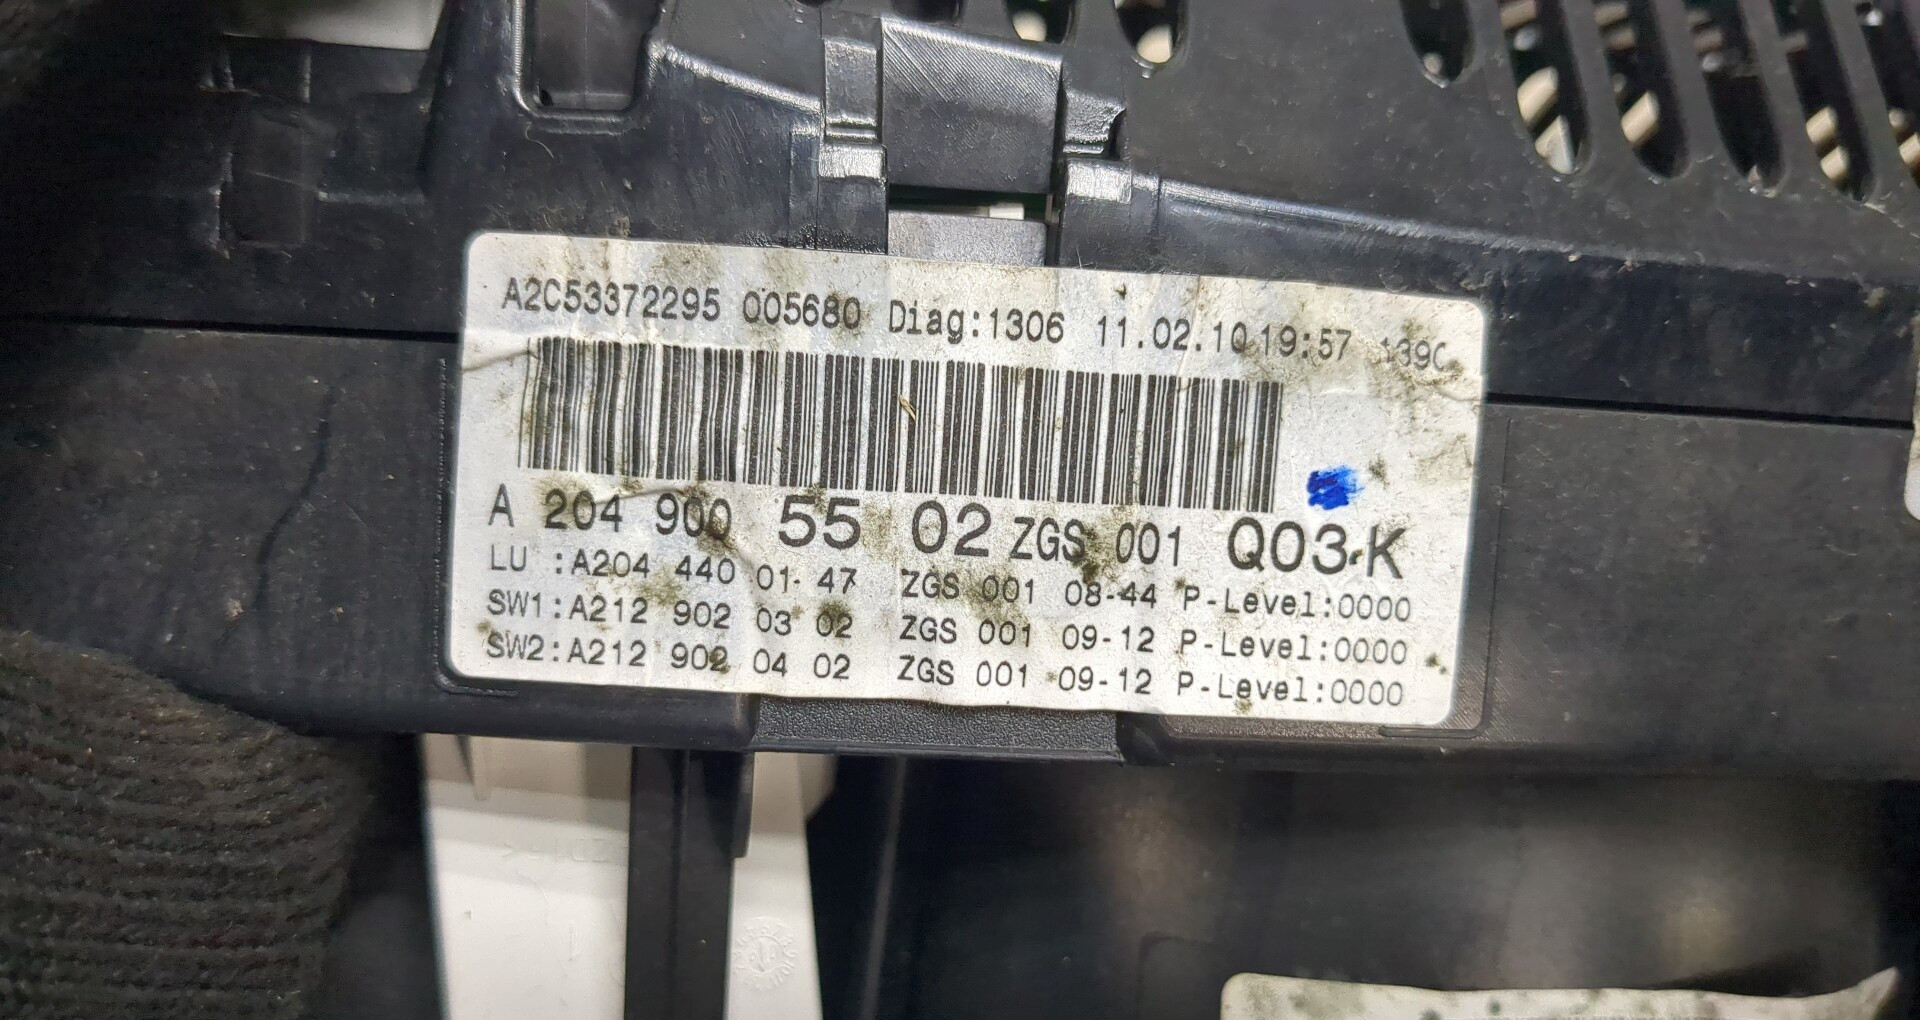 A2C53372295 005680 Diag:1306 11.02.10 19:57
A 204 900 55 02 ZGS 001 Q03 K
LU :A204 440 01 47 ZGS 001 08-44 P-Level:0000
SW1:A212 902 03 02 ZGS 001 09-12 P-Level:0000
SW2:A212 902 04 02 ZGS 001 09-12 P-Level:0000